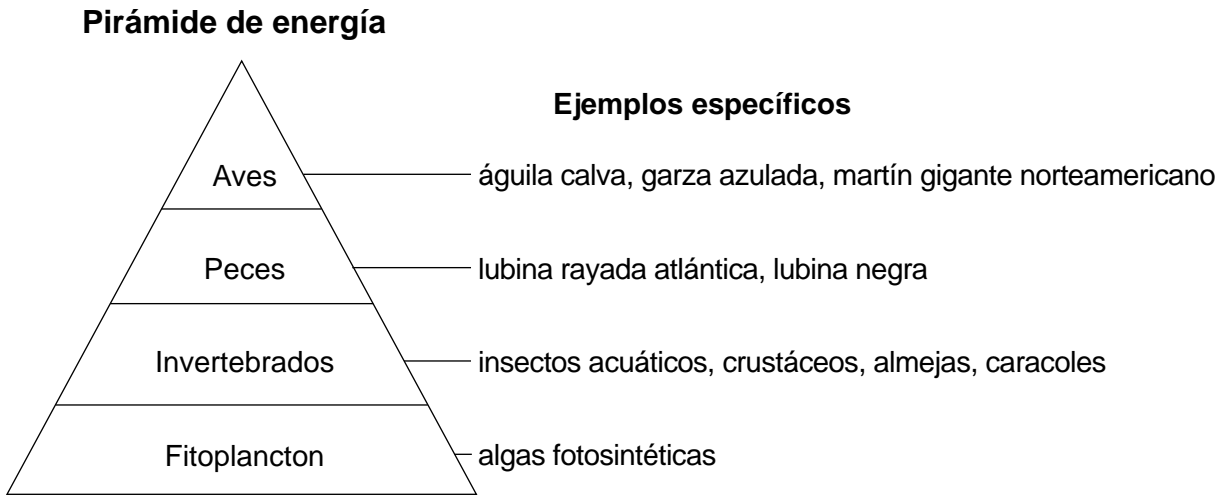 Pirámide de energía
Ejemplos específicos
Aves
águila calva, garza azulada, martín gigante norteamericano
Peces
lubina rayada atlántica, lubina negra
Invertebrados
insectos acuáticos, crustáceos, almejas, caracoles
Fitoplancton
algas fotosintéticas